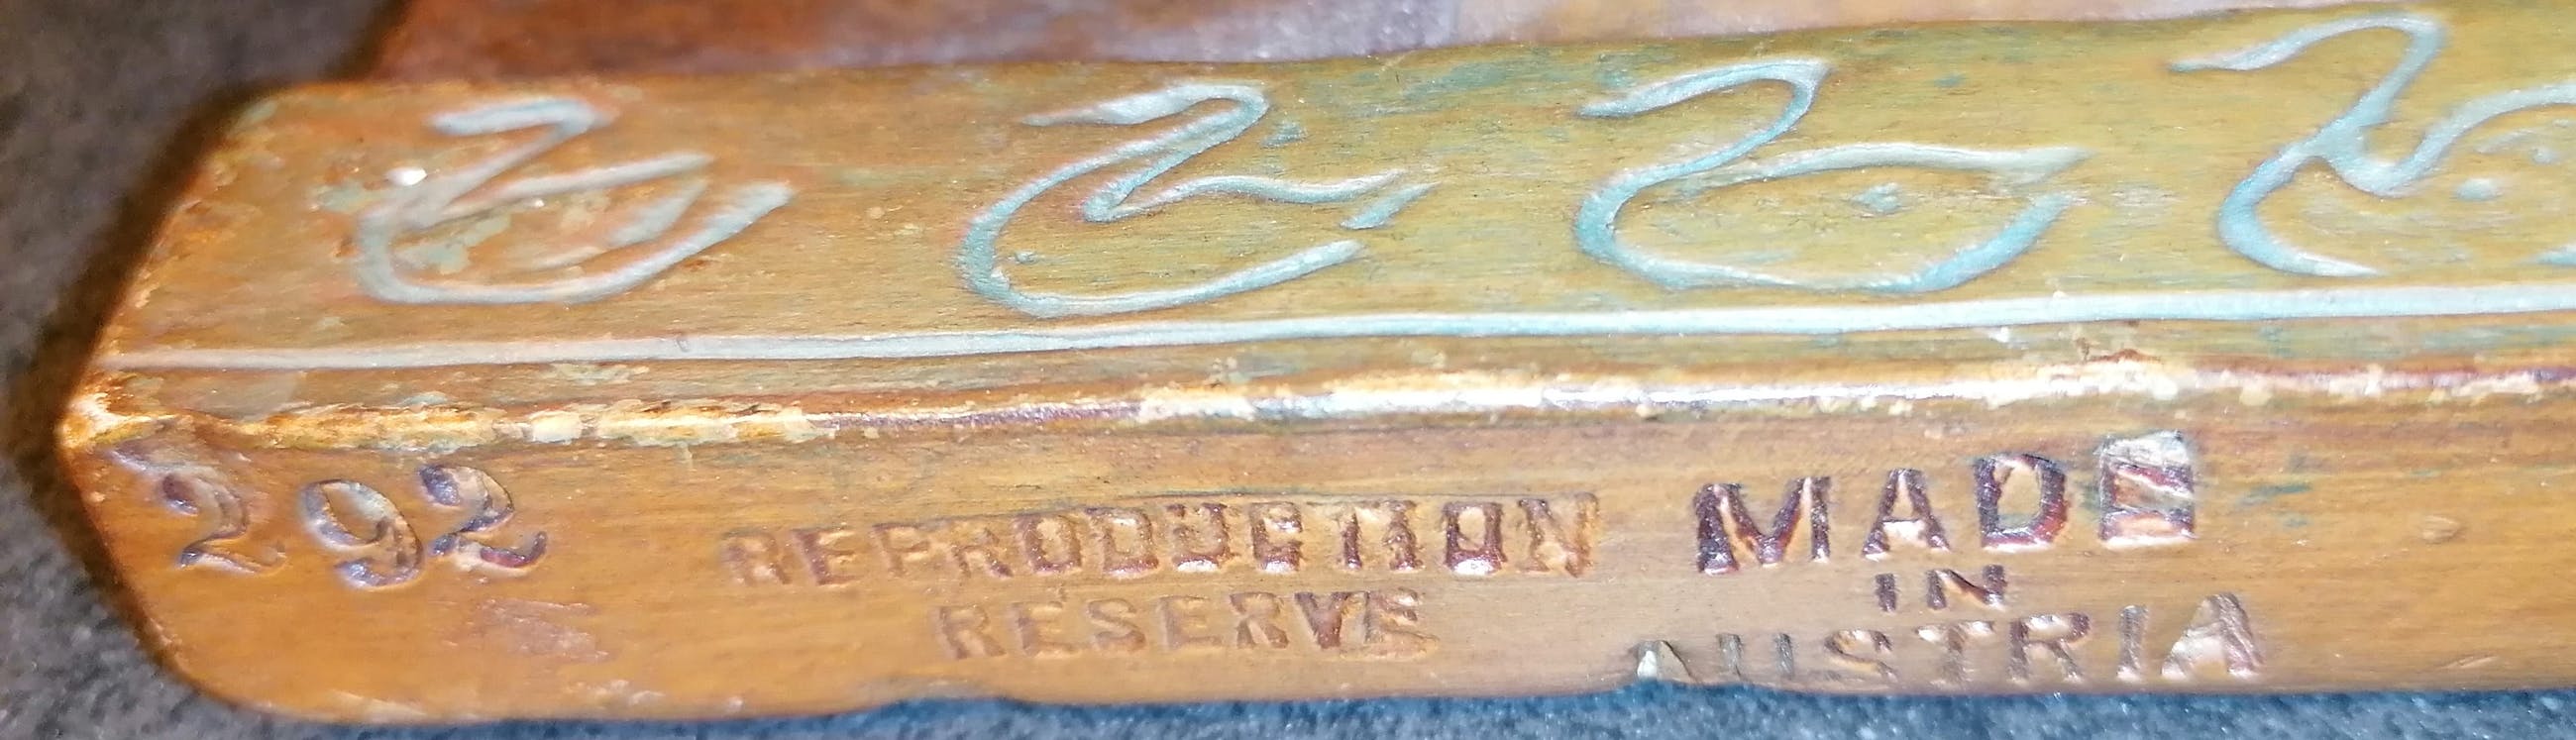 292
REPRODUCTION
RESERVE
MADE
IN
AUSTRIA